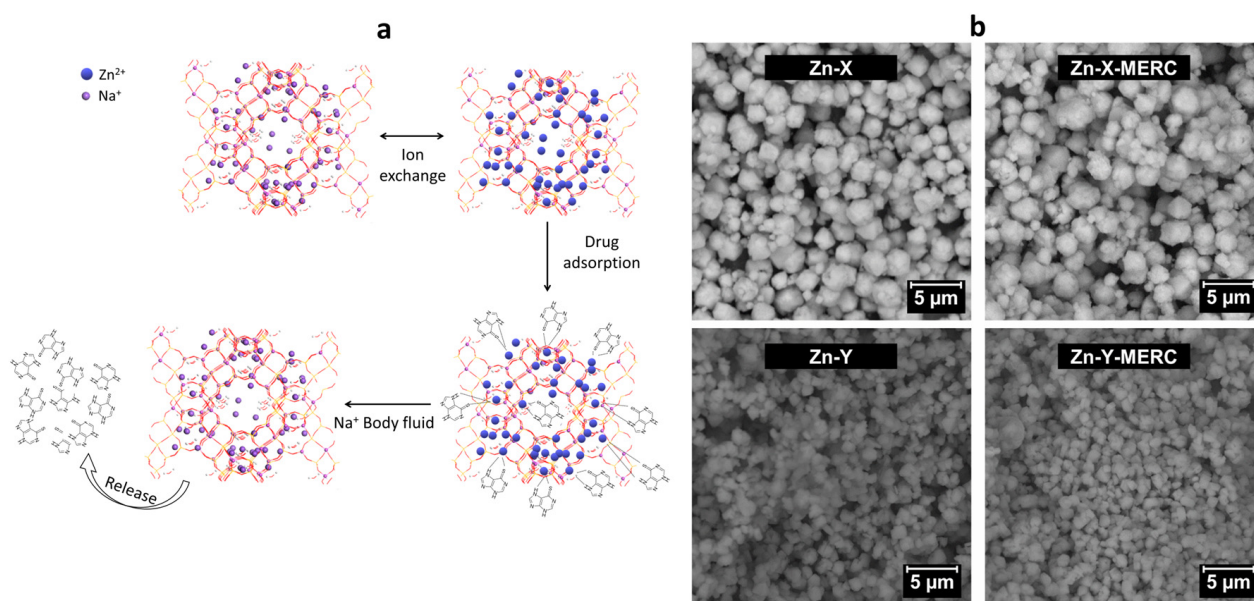 a
Zn2+
Na+
Ion
exchange
Drug
adsorption
Na+ Body fluid
Release
b
Zn-X
5 µm
Zn-X-MERC
5 µm
Zn-Y
5 µm
Zn-Y-MERC
5 µm